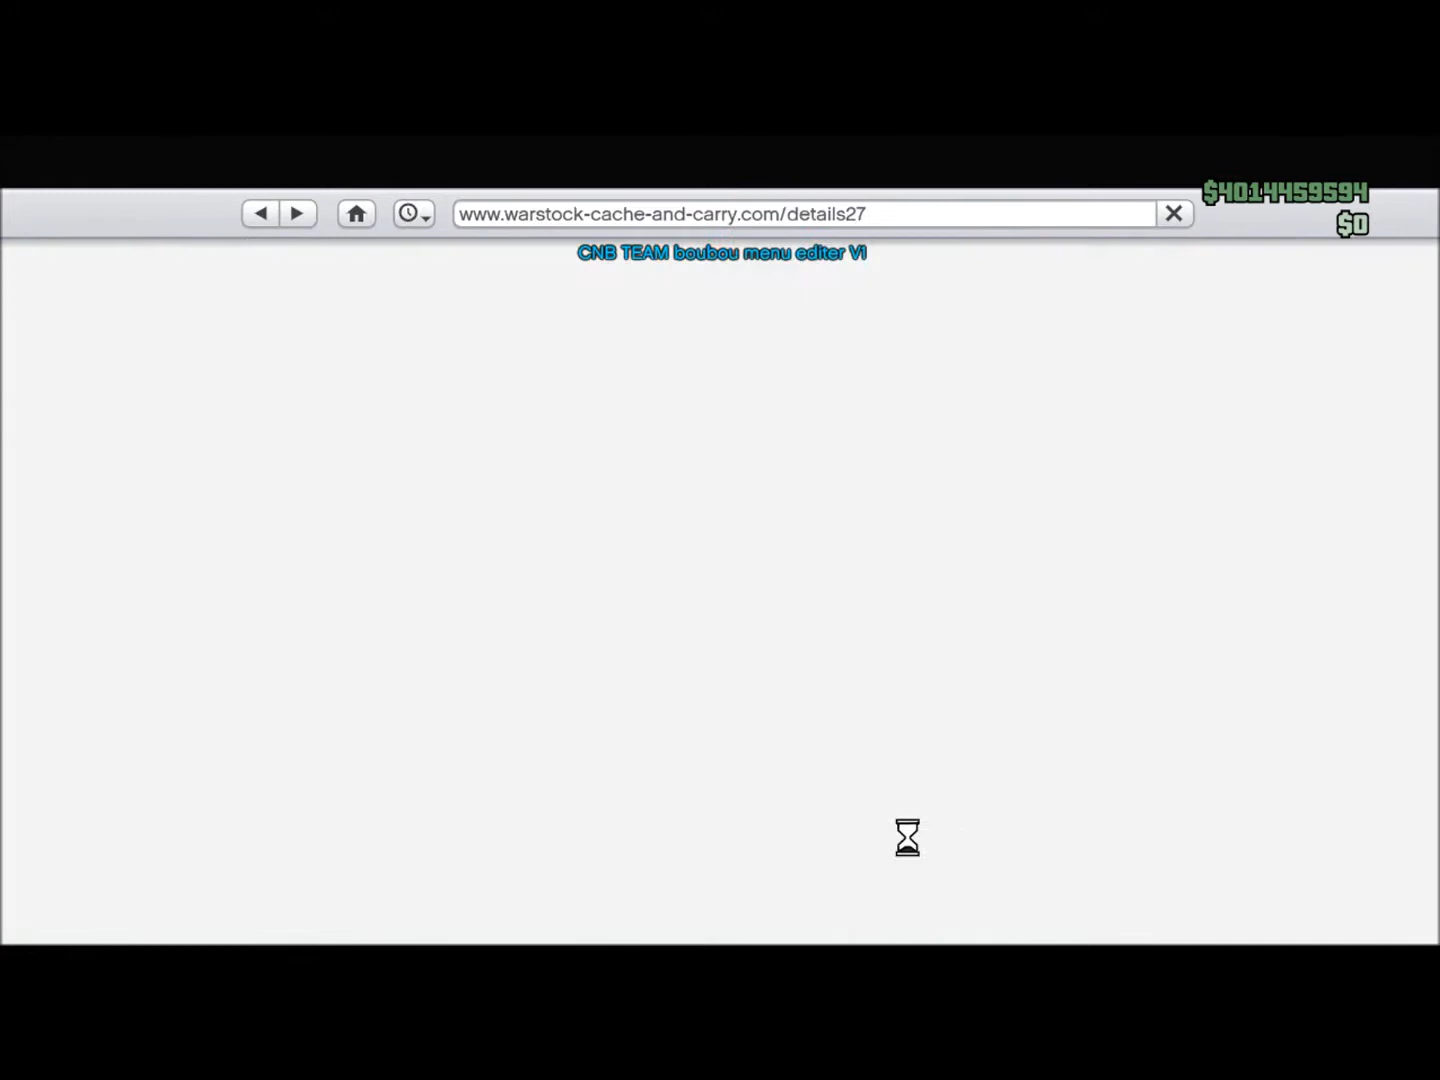 $4014459594
www.warstock-cache-and-carry.com/details27
$0
CNB TEAM boubou menu editer V1